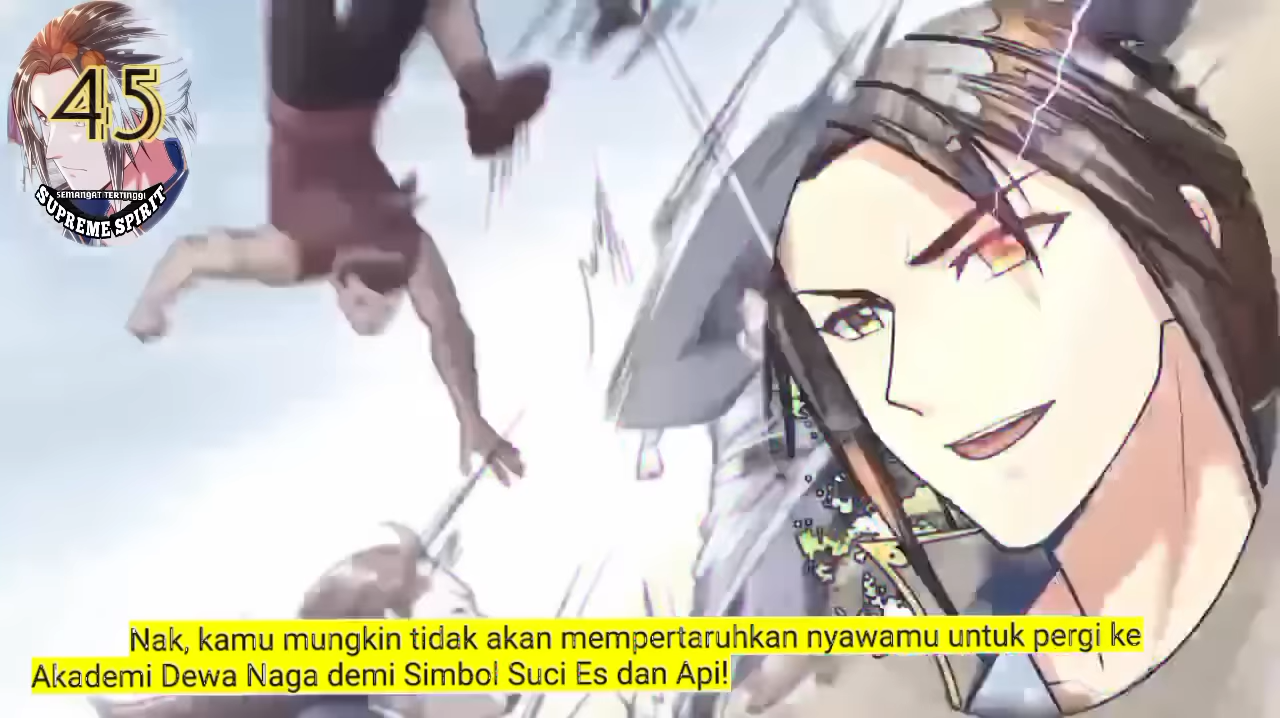 45
SEMANGAT TERTINGGI
SUPREME SPIRIT
Nak, kamu mungkin tidak akan mempertaruhkan nyawamu untuk pergi ke
Akademi Dewa Naga demi Simbol Suci Es dan Api!